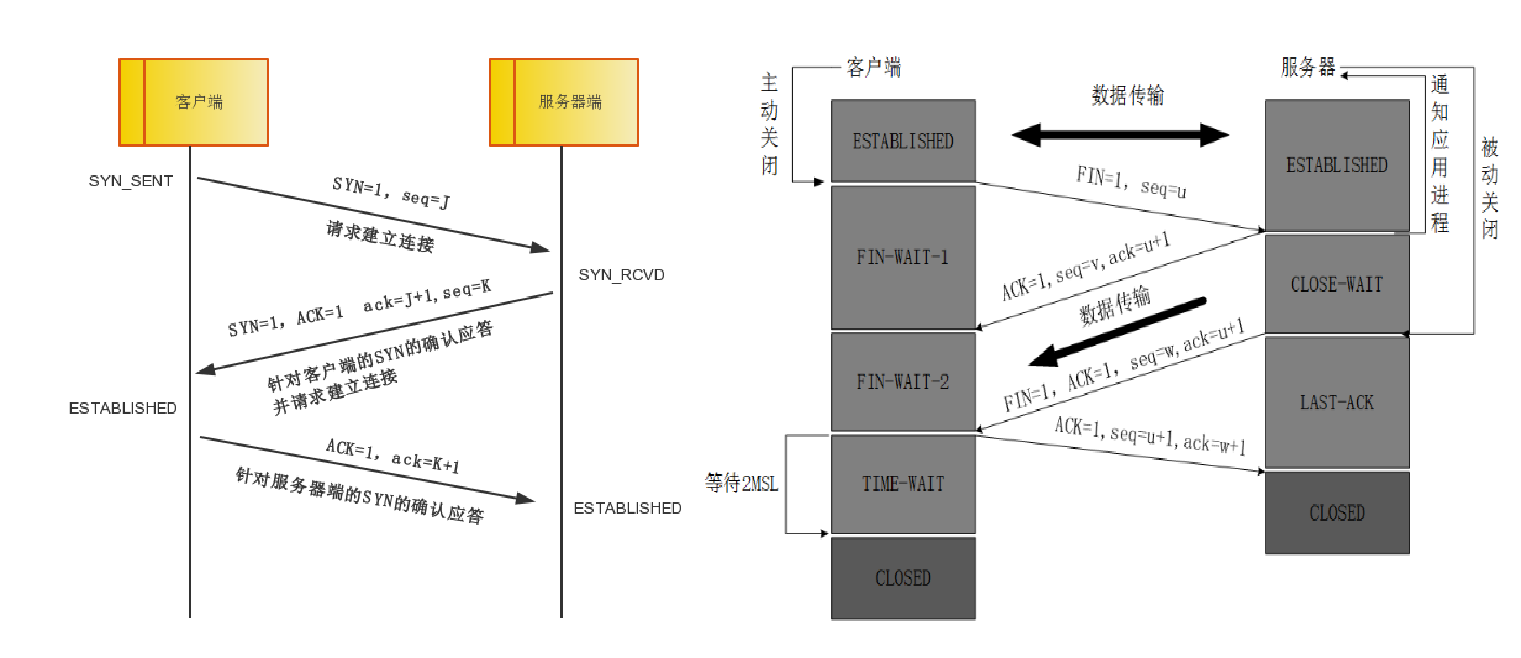 客户端
服务器端
SYN_SENT
SYN=1, seq=J
请求建立连接
SYN_RCVD
SYN=1, ACK=1 ack=J+1,seq=K
针对客户端的SYN的确认应答
并请求建立连接
ESTABLISHED
ACK=1, ack=K+1
针对服务器端的SYN的确认应答
ESTABLISHED
客户端
服务器
主动关闭
数据传输
通知应用进程
被动关闭
ESTABLISHED
ESTABLISHED
FIN=1, seq=u
FIN-WAIT-1
ACK=1,seq=v,ack=u+1
CLOSE-WAIT
数据传输
FIN-WAIT-2
FIN=1, ACK=1, seq=w,ack=u+1
LAST-ACK
ACK=1,seq=u+1,ack=w+1
等待2MSL
TIME-WAIT
CLOSED
CLOSED